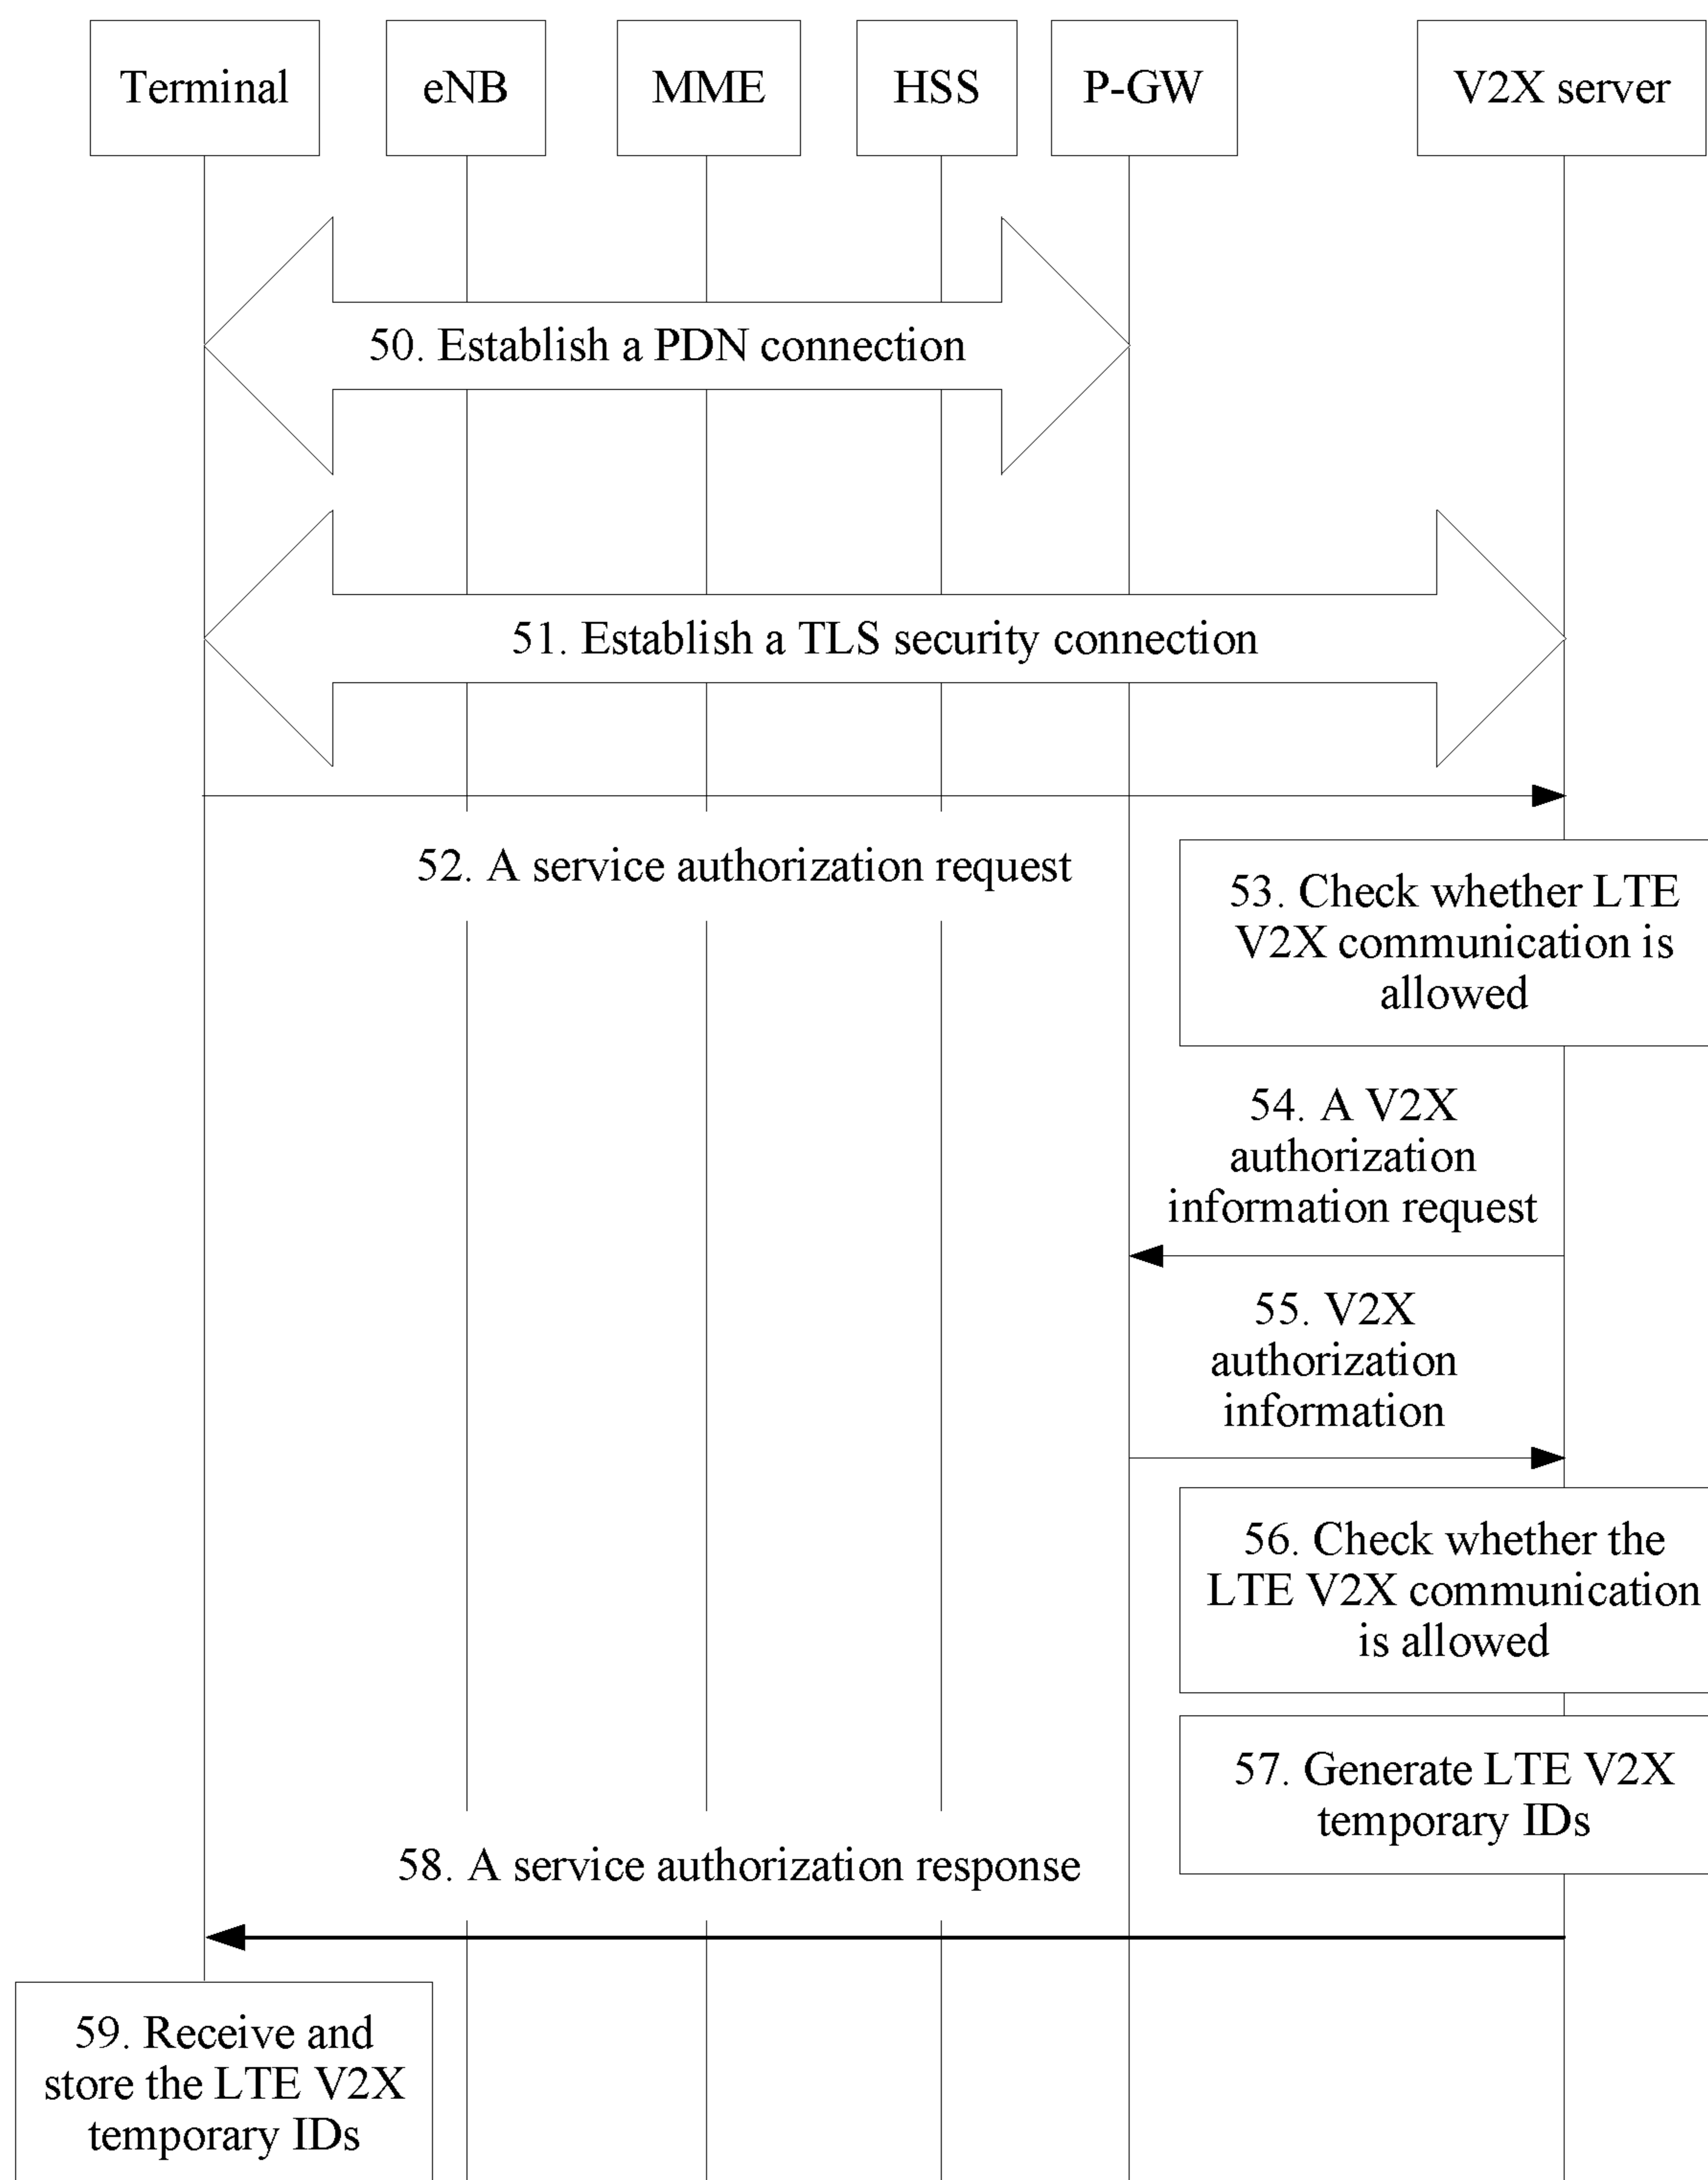 Terminal
eNB
MME
HSS
P-GW
V2X server
50. Establish a PDN connection
51. Establish a TLS security connection
52. A service authorization request
53. Check whether LTE
V2X communication is
allowed
54. A V2X
authorization
information request
55. V2X
authorization
information
56. Check whether the
LTE V2X communication
is allowed
57. Generate LTE V2X
temporary IDs
58. A service authorization response
59. Receive and
store the LTE V2X
temporary IDs